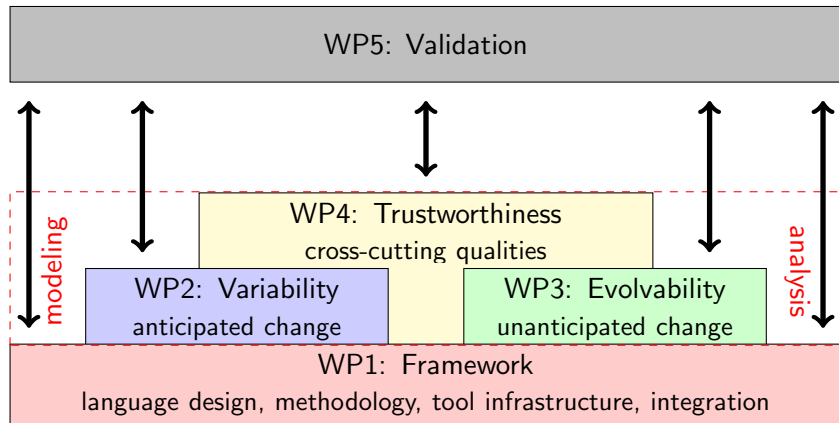 WP5: Validation
modeling
WP4: Trustworthiness
cross-cutting qualities
analysis
WP2: Variability
anticipated change
WP3: Evolvability
unanticipated change
WP1: Framework
language design, methodology, tool infrastructure, integration